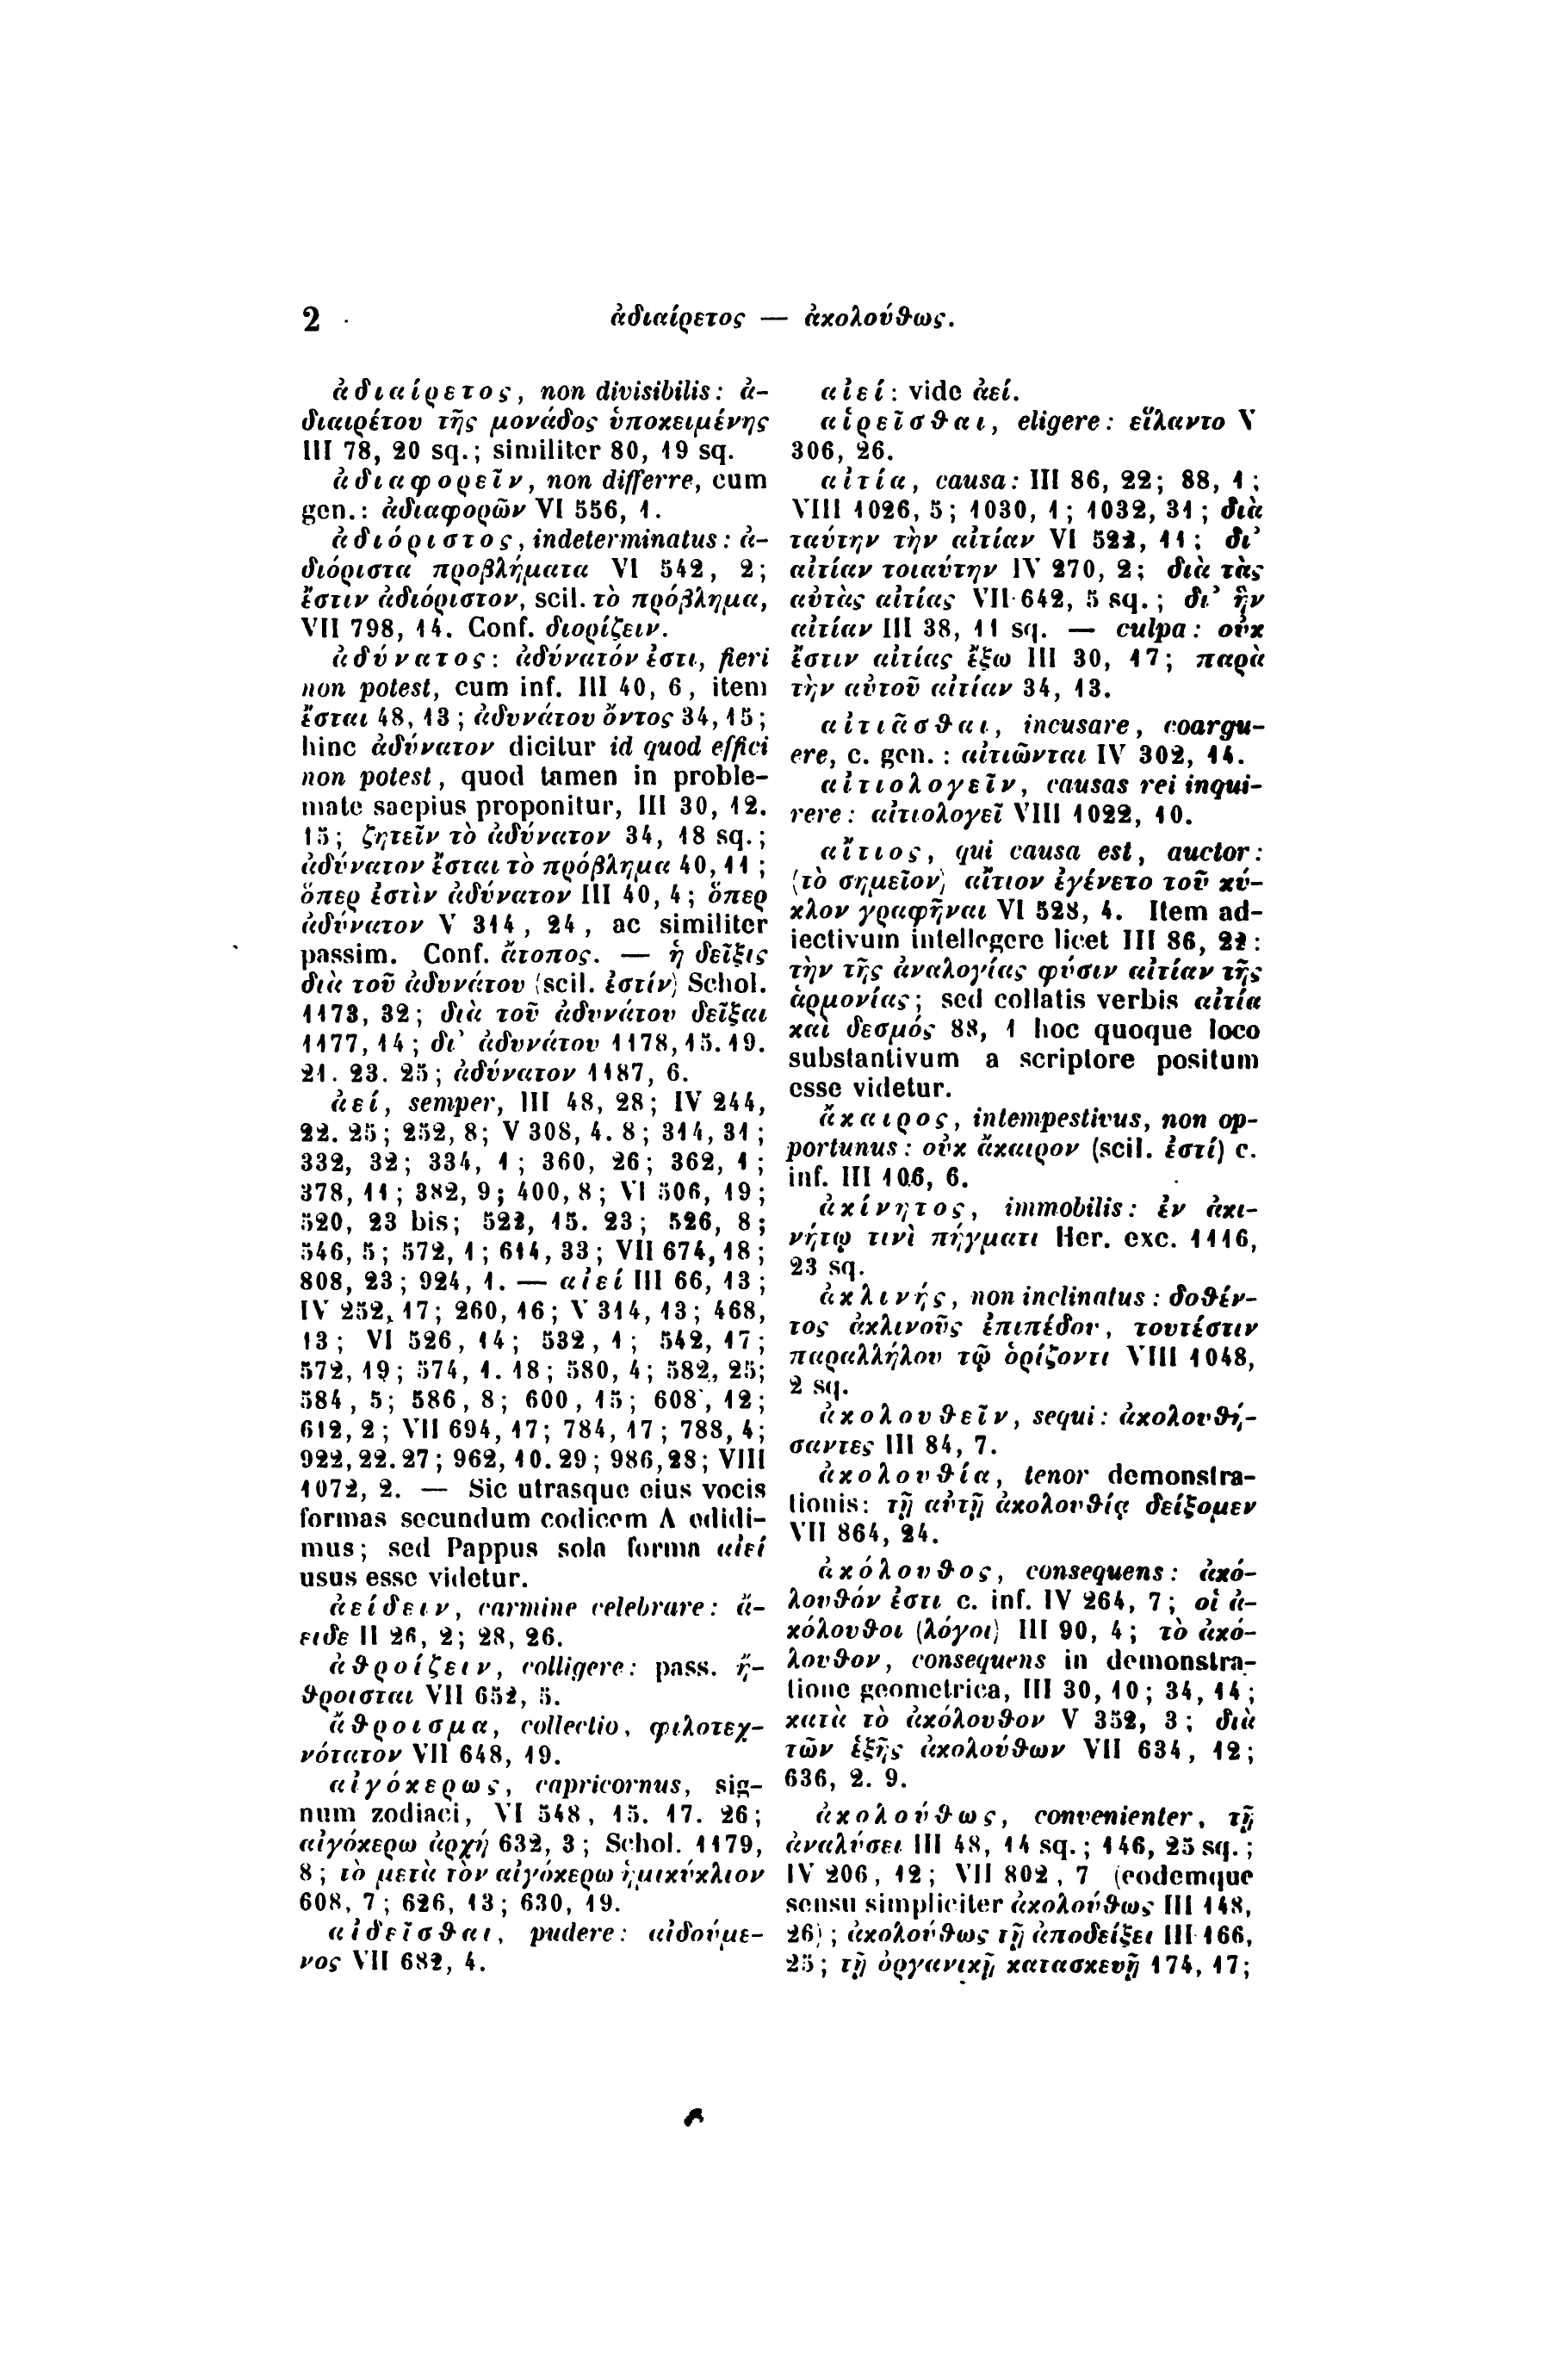 2
ἀδιαίρετος — ἀκολούθως.
ἀδιαίρετος, non divisibilis: ἀ-
διαιρέτου τῆς μονάδος ὑποκειμένης
III 78, 20 sq.; similiter 80, 19 sq.
ἀδιαφορεῖν, non differre, cum
gen.: ἀδιαφορῶν VI 556, 1.
ἀδιόριστος, indeterminatus: ἀ-
διόριστα προβλήματα VI 542, 2;
ἔστιν ἀδιόριστον, scil. τὸ πρόβλημα,
VII 798, 14. Conf. διορίζειν.
ἀδύνατος: ἀδύνατόν ἐστι, fieri
non potest, cum inf. III 40, 6, item
ἔσται 48, 13; ἀδυνάτου ὄντος 34, 15;
hinc ἀδύνατον dicitur id quod effici
non potest, quod tamen in proble-
mate saepius proponitur, III 30, 12.
15; ζητεῖν τὸ ἀδύνατον 34, 18 sq.;
ἀδύνατον ἔσται τὸ πρόβλημα 40, 11;
ὅπερ ἐστὶν ἀδύνατον III 40, 4; ὅπερ
ἀδύνατον V 314, 24, ac similiter
passim. Conf. ἄτοπος. — ἡ δεῖξις
διὰ τοῦ ἀδυνάτου (scil. ἐστίν) Schol.
1173, 32; διὰ τοῦ ἀδυνάτου δεῖξαι
1177, 14; δι' ἀδυνάτου 1178, 15. 19.
21. 23. 25; ἀδύνατον 1187, 6.
ἀεί, semper, III 48, 28; IV 244,
22. 25; 252, 8; V 308, 4. 8; 314, 31;
332, 32; 334, 1; 360, 26; 362, 1;
378, 11; 382, 9; 400, 8; VI 506, 19;
520, 23 bis; 522, 15. 23; 526, 8;
546, 5; 572, 1; 614, 33; VII 674, 18;
808, 23; 924, 1. — αἰεί III 66, 13;
IV 252, 17; 260, 16; V 314, 13; 468,
13; VI 526, 14; 532, 1; 542, 17;
572, 19; 574, 1. 18; 580, 4; 582, 25;
584, 5; 586, 8; 600, 15; 608, 12;
612, 2; VII 694, 17; 784, 17; 788, 4;
922, 22. 27; 962, 10. 29; 986, 28; VIII
1072, 2. — Sic utrasque eius vocis
formas secundum codicem A edidi-
mus; sed Pappus sola forma αἰεί
usus esse videtur.
ἀείδειν, carmine celebrare: ἄ-
ειδε II 26, 2; 28, 26.
ἀθροίζειν, colligere: pass. ἤ-
θροισται VII 652, 5.
ἄθροισμα, collectio, φιλοτεχ-
νότατον VII 648, 19.
αἰγόκερως, capricornus, sig-
num zodiaci, VI 548, 15. 17. 26;
αἰγόκερω ἀρχή 632, 3; Schol. 1179,
8; τὸ μετὰ τὸν αἰγόκερω ἡμικύκλιον
608, 7; 626, 13; 630, 19.
αἰδεῖσθαι, pudere: αἰδούμε-
νος VII 682, 4.
αἰεί: vide ἀεί.
αἱρεῖσθαι, eligere: εἵλαντο V
306, 26.
αἰτία, causa: III 86, 22; 88, 1;
VIII 1026, 5; 1030, 1; 1032, 31; διὰ
ταύτην τὴν αἰτίαν VI 522, 11; δι'
αἰτίαν τοιαύτην IV 270, 2; διὰ τὰς
αὐτὰς αἰτίας VII 642, 5 sq.; δι' ἣν
αἰτίαν III 38, 11 sq. — culpa: οὐκ
ἔστιν αἰτίας ἔξω III 30, 17; παρὰ
τὴν αὐτοῦ αἰτίαν 34, 13.
αἰτιᾶσθαι, incusare, coargu-
ere, c. gen.: αἰτιῶνται IV 302, 14.
αἰτιολογεῖν, causas rei inqui-
rere: αἰτιολογεῖ VIII 1022, 10.
αἴτιος, qui causa est, auctor:
(τὸ σημεῖον) αἴτιον ἐγένετο τοῦ κύ-
κλον γραφῆναι VI 528, 4. Item ad-
iectivum intellegere licet III 86, 22:
τὴν τῆς ἀναλογίας φύσιν αἰτίαν τῆς
ἁρμονίας; sed collatis verbis αἰτία
καὶ δεσμός 88, 1 hoc quoque loco
substantivum a scriptore positum
esse videtur.
ἄκαιρος, intempestivus, non op-
portunus: οὐκ ἄκαιρον (scil. ἐστί) c.
inf. III 106, 6.
ἀκίνητος, immobilis: ἐν ἀκι-
νήτῳ τινὶ πήγματι Her. exc. 1116,
23 sq.
ἀκλινής, non inclinatus: δοθέν-
τος ἀκλινοῦς ἐπιπέδου, τουτέστιν
παραλλήλου τῷ ὁρίζοντι VIII 1048,
2 sq.
ἀκολουθεῖν, sequi: ἀκολουθή-
σαντες III 84, 7.
ἀκολουθία, tenor demonstra-
tionis: τῇ αὐτῇ ἀκολουθίᾳ δείξομεν
VII 864, 24.
ἀκόλουθος, consequens: ἀκό-
λουθόν ἐστι c. inf. IV 264, 7; οἱ ἀ-
κόλουθοι (λόγοι) III 90, 4; τὸ ἀκό-
λουθον, consequens in demonstra-
tione geometrica, III 30, 10; 34, 14;
κατὰ τὸ ἀκόλουθον V 352, 3; διὰ
τῶν ἑξῆς ἀκολούθων VII 634, 12;
636, 2. 9.
ἀκολούθως, convenienter, τῇ
ἀναλύσει III 48, 14 sq.; 146, 25 sq.;
IV 206, 12; VII 802, 7 (eodemque
sensu simpliciter ἀκολούθως III 148,
26); ἀκολούθως τῇ ἀποδείξει III 166,
25; τῇ ὀργανικῇ κατασκευῇ 174, 17;